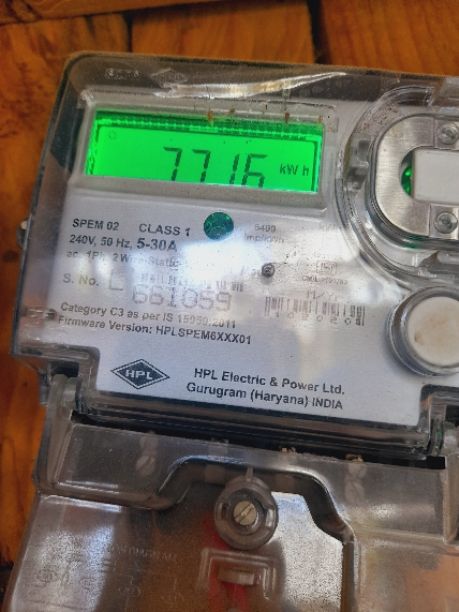 7716 kWh
SPEM 02 CLASS 1
240V, 50 Hz, 5-30A
S. No.
661859
Category C3 as per IS 15959:2011
Firmware Version: HPLSPEM6XXX01
HPL
HPL Electric & Power Ltd.
Gurugram (Haryana) INDIA